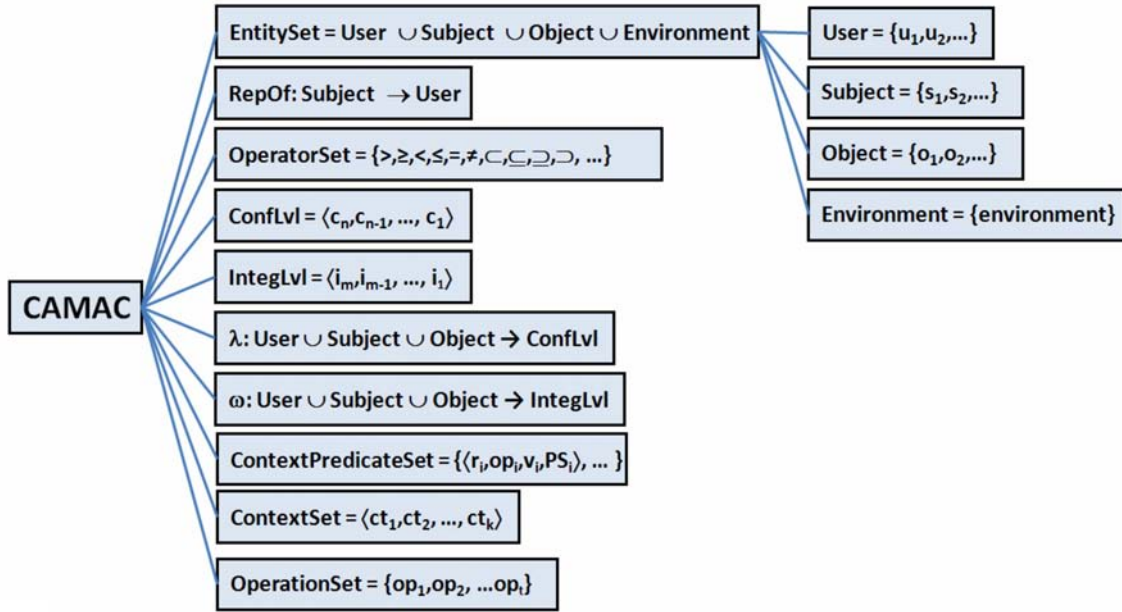 EntitySet = User ∪ Subject ∪ Object ∪ Environment
User = {u₁,u₂,...}
RepOf: Subject → User
Subject = {s₁,s₂,...}
OperatorSet = {>,≥,<,≤,=,≠,⊂,⊆,⊇,⊃, ...}
Object = {o₁,o₂,...}
ConfLvl = ⟨cₙ,cₙ₋₁, ..., c₁⟩
Environment = {environment}
IntegLvl = ⟨iₘ,iₘ₋₁, ..., i₁⟩
CAMAC
λ: User ∪ Subject ∪ Object → ConfLvl
ω: User ∪ Subject ∪ Object → IntegLvl
ContextPredicateSet = {⟨rᵢ,opᵢ,vᵢ,PSᵢ⟩, ... }
ContextSet = ⟨ct₁,ct₂, ..., ctₖ⟩
OperationSet = {op₁,op₂, ...opₜ}